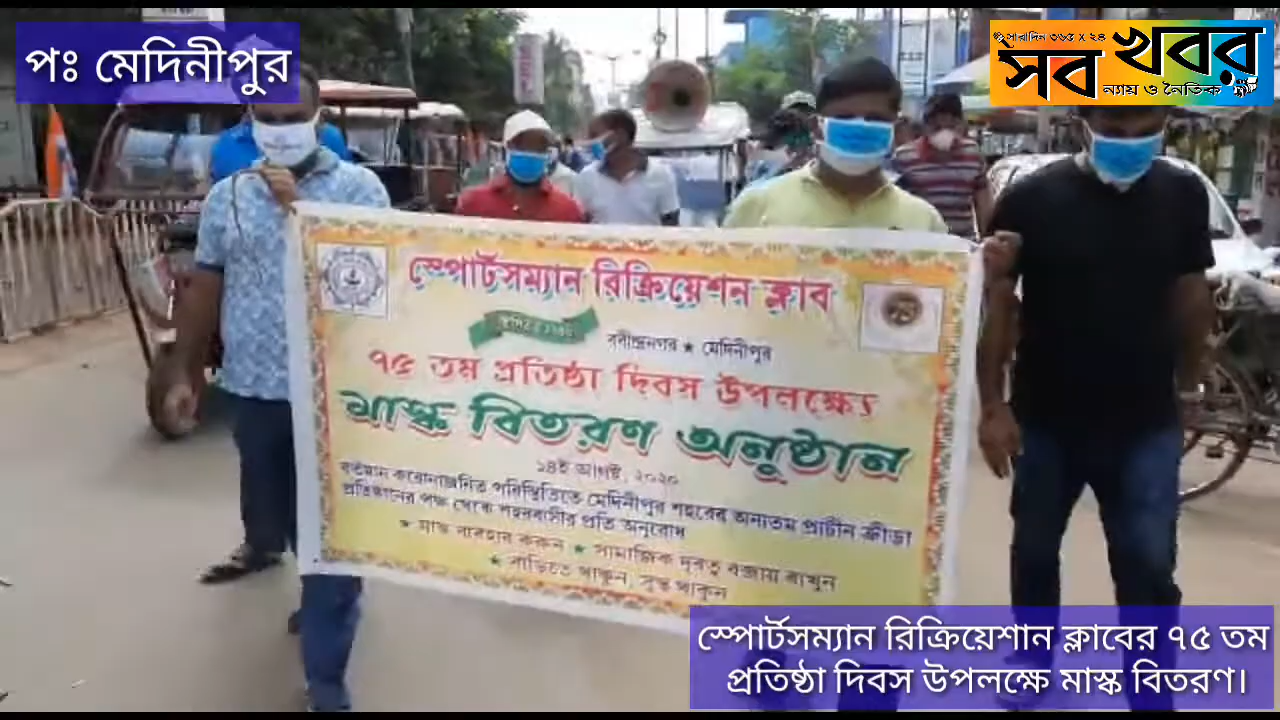 পঃ মেদিনীপুর
সারাদিন ৩৬৫ X ২৪
সব খবর
ন্যায় ও নৈতিক
স্পোর্টসম্যান রিক্রিয়েশন ক্লাব
রবীন্দ্রনগর ★ মেদিনীপুর
৭৫ তম প্রতিষ্ঠা দিবস উপলক্ষ্যে
মাস্ক বিতরণ অনুষ্ঠান
১৪ই আগস্ট, ২০২০
বর্তমান করোনাজনিত পরিস্থিতিতে মেদিনীপুর শহরের অন্যতম প্রাচীন ক্রীড়া
প্রতিষ্ঠানের পক্ষ থেকে শহরবাসীর প্রতি অনুরোধ
★ মাস্ক ব্যবহার করুন ★ সামাজিক দূরত্ব বজায় রাখুন
★ বাড়িতে থাকুন, সুস্থ থাকুন
স্পোর্টসম্যান রিক্রিয়েশান ক্লাবের ৭৫ তম
প্রতিষ্ঠা দিবস উপলক্ষে মাস্ক বিতরণ।